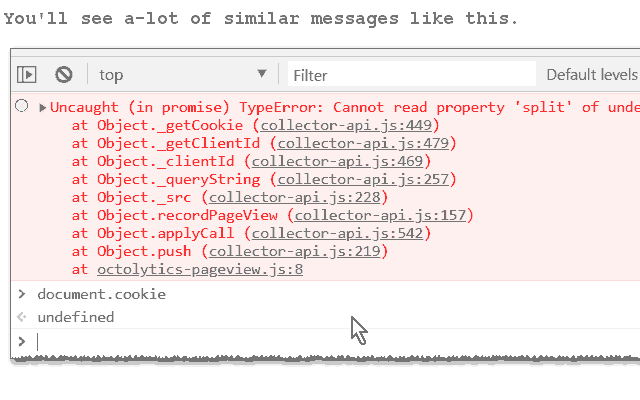 You'll see a-lot of similar messages like this.
top
Filter
Default levels
Uncaught (in promise) TypeError: Cannot read property 'split' of unde
at Object._getCookie (collector-api.js:449)
at Object._getClientId (collector-api.js:479)
at Object._clientId (collector-api.js:469)
at Object._queryString (collector-api.js:257)
at Object._src (collector-api.js:228)
at Object.recordPageView (collector-api.js:157)
at Object.applyCall (collector-api.js:542)
at Object.push (collector-api.js:219)
at octolytics-pageview.js:8
document.cookie
undefined